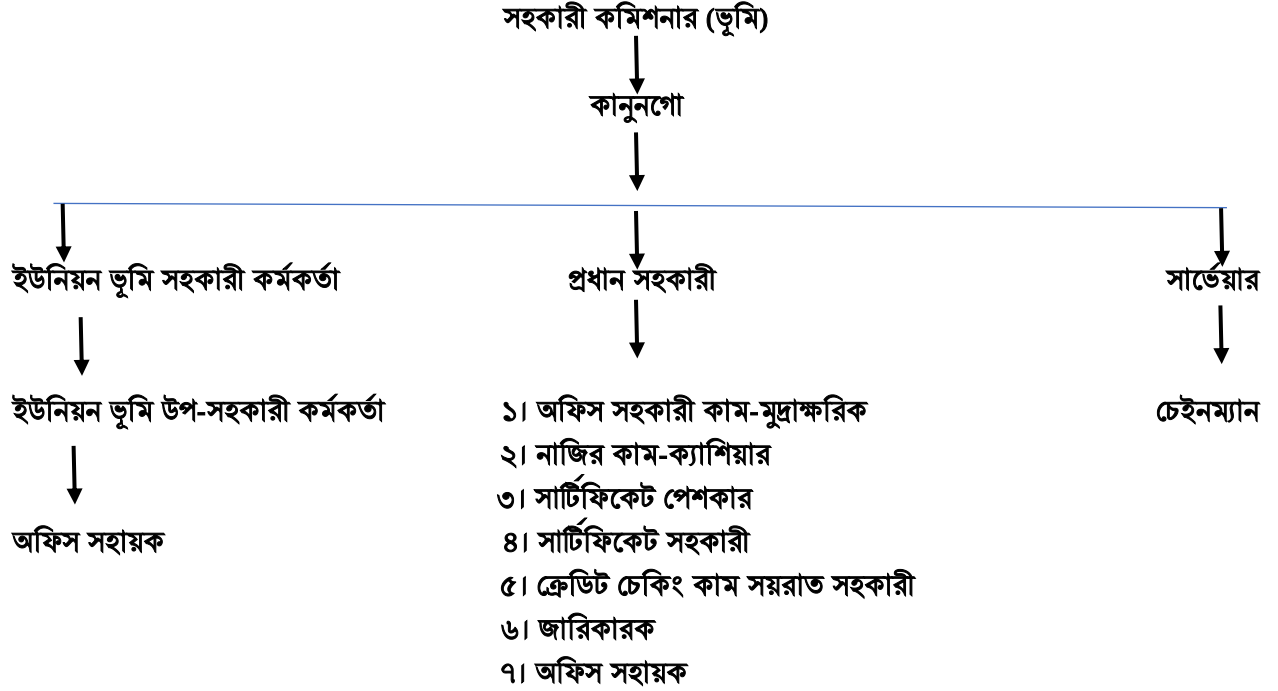 সহকারী কমিশনার (ভূমি)
কানুনগো
ইউনিয়ন ভূমি সহকারী কর্মকর্তা
প্রধান সহকারী
সার্ভেয়ার
ইউনিয়ন ভূমি উপ-সহকারী কর্মকর্তা
১। অফিস সহকারী কাম-মুদ্রাক্ষরিক
চেইনম্যান
২। নাজির কাম-ক্যাশিয়ার
৩। সার্টিফিকেট পেশকার
অফিস সহায়ক
৪। সার্টিফিকেট সহকারী
৫। ক্রেডিট চেকিং কাম সয়রাত সহকারী
৬। জারিকারক
৭। অফিস সহায়ক